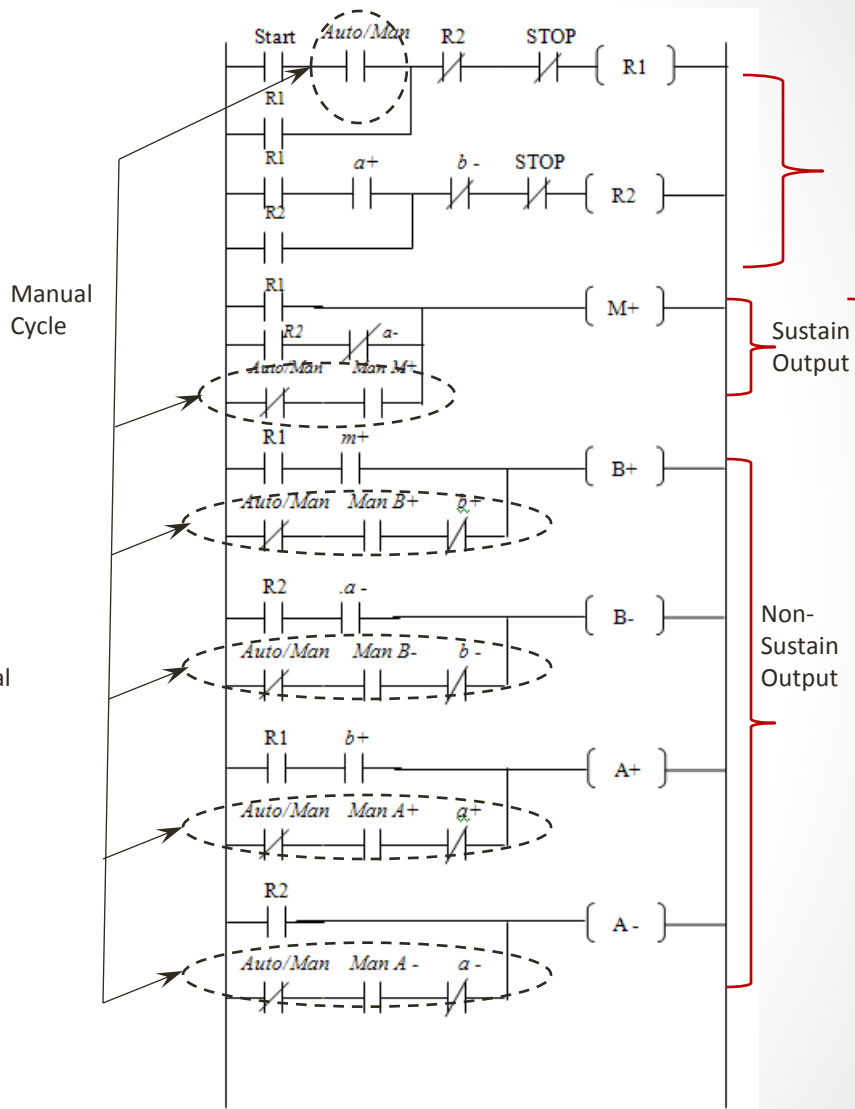 Start Auto/Man R2 STOP
R1
R1
R1 a+ b - STOP
R2
R2
R1
M+
R2 a-
Auto/Man Man M+
R1 m+
B+
Auto/Man Man B+ b+
R2 .a -
B-
Auto/Man Man B- b -
R1 b+
A+
Auto/Man Man A+ a+
R2
A -
Auto/Man Man A - a -
Manual
Cycle
al
Sustain
Output
Non-
Sustain
Output